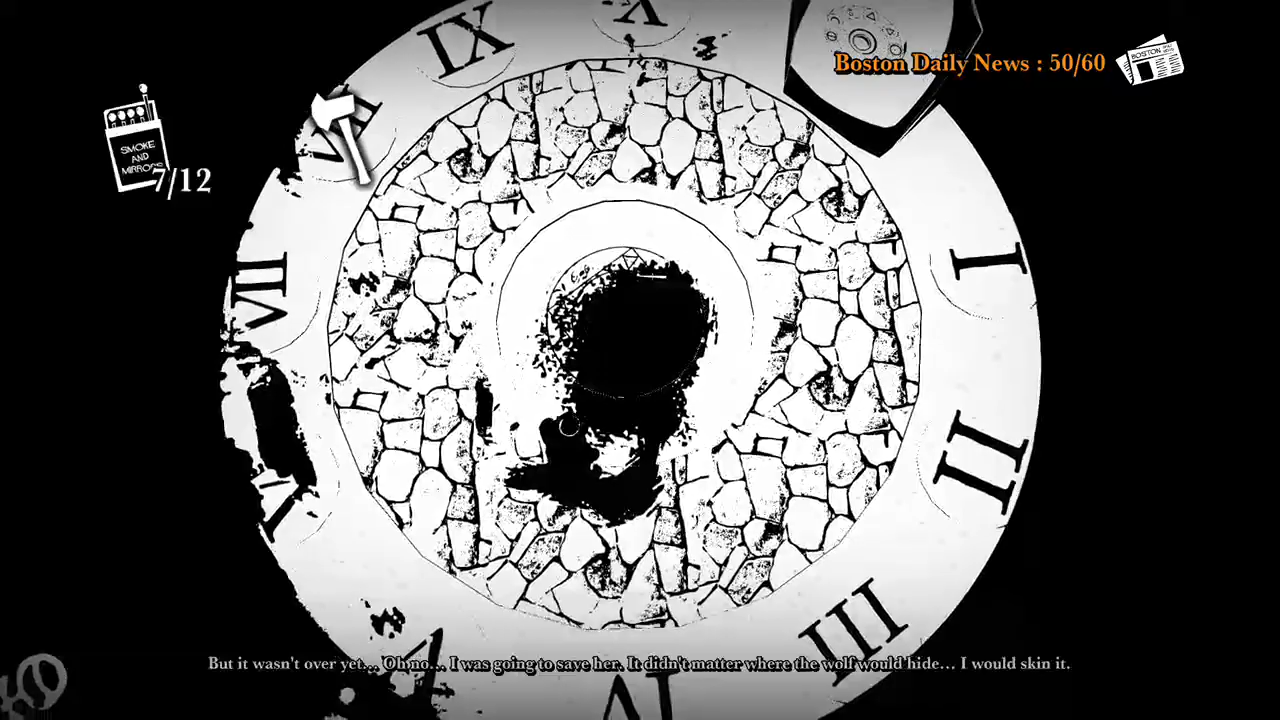 IX
X
Boston Daily News : 50/60
BOSTON
SMOKE
AND
MIRRORS
7/12
I
VII
II
III
V
IV
But it wasn't over yet... Oh no... I was going to save her. It didn't matter where the wolf would hide... I would skin it.